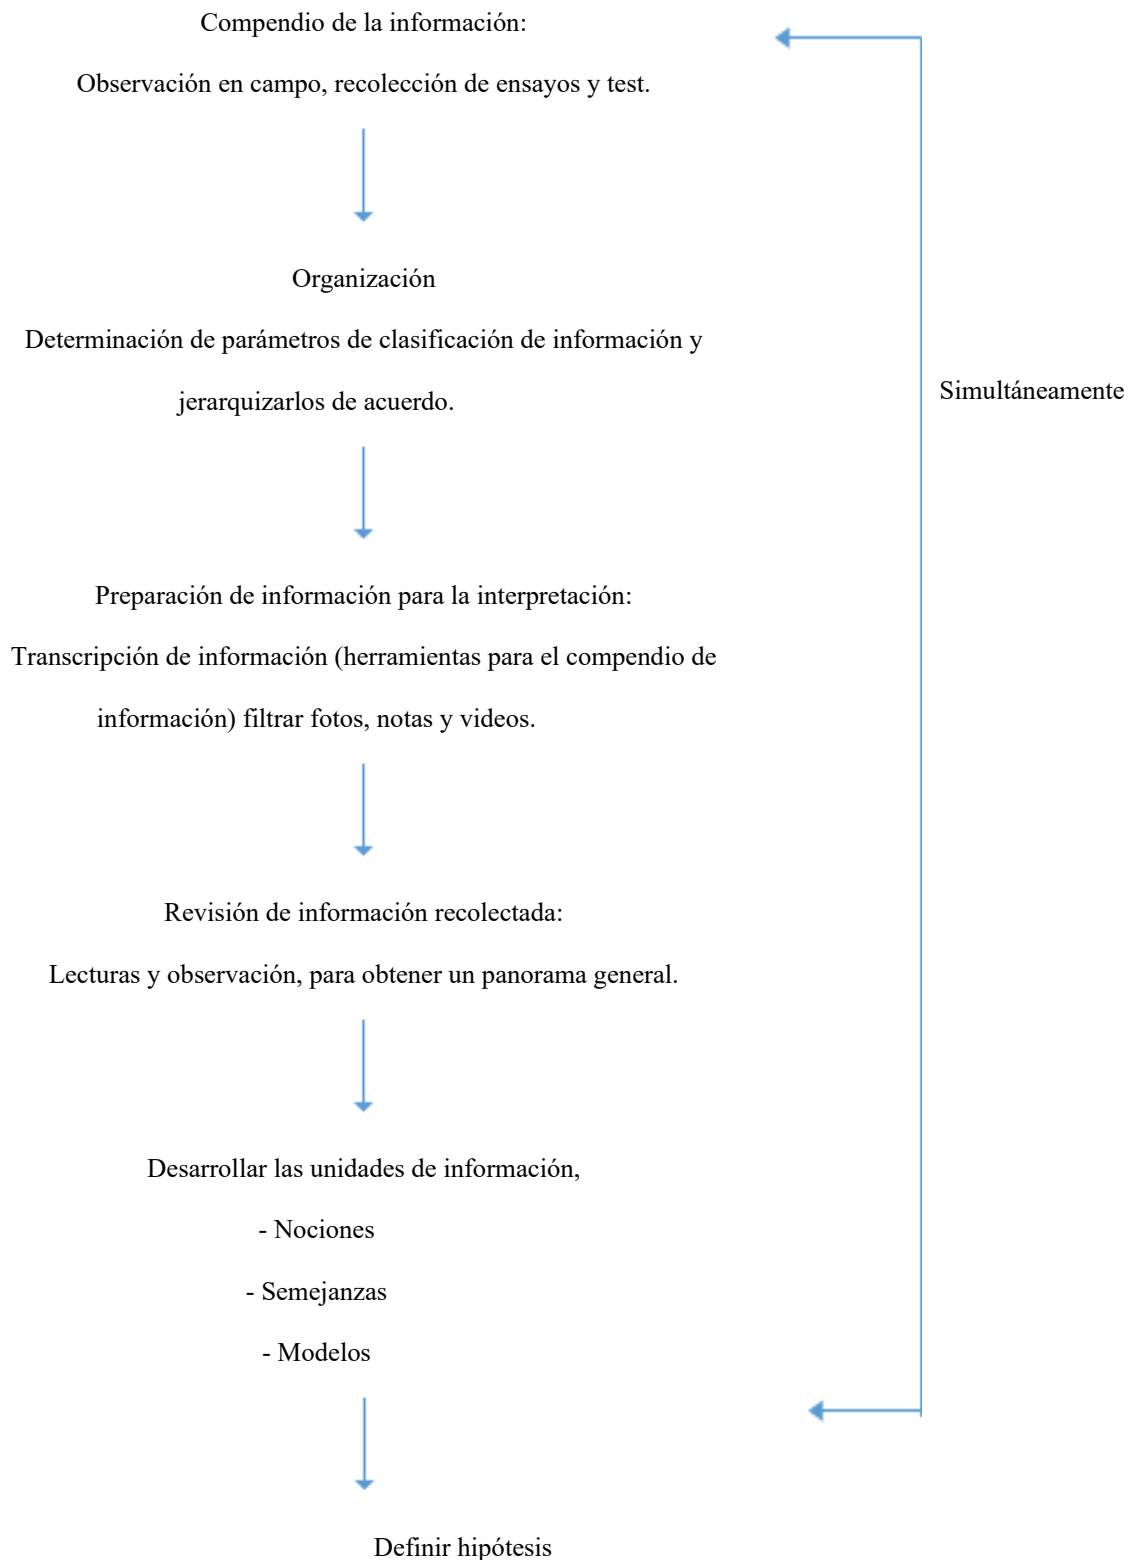 Compendio de la información:
Observación en campo, recolección de ensayos y test.
Organización
Determinación de parámetros de clasificación de información y
jerarquizarlos de acuerdo.
Simultáneamente
Preparación de información para la interpretación:
Transcripción de información (herramientas para el compendio de
información) filtrar fotos, notas y videos.
Revisión de información recolectada:
Lecturas y observación, para obtener un panorama general.
Desarrollar las unidades de información,
- Nociones
- Semejanzas
- Modelos
Definir hipótesis